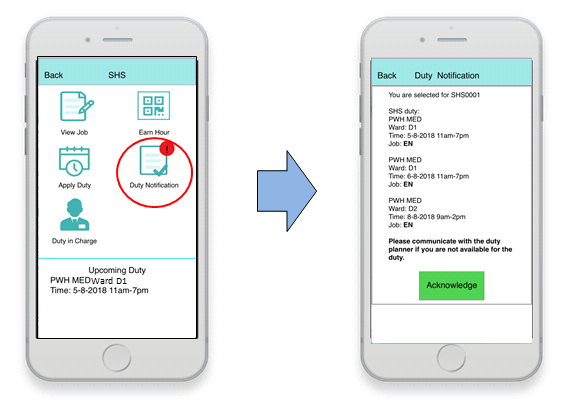 Back SHS
View Job Earn Hour
!
Apply Duty Duty Notification
Duty in Charge
Upcoming Duty
PWH MEDWard D1
Time: 5-8-2018 11am-7pm
Back Duty Notification
You are selected for SHS0001
SHS duty:
PWH MED
Ward: D1
Time: 5-8-2018 11am-7pm
Job: EN
PWH MED
Ward: D1
Time: 6-8-2018 11am-7pm
Job: EN
PWH MED
Ward: D2
Time: 8-8-2018 9am-2pm
Job: EN
Please communicate with the duty
planner if you are not available for the
duty.
Acknowledge